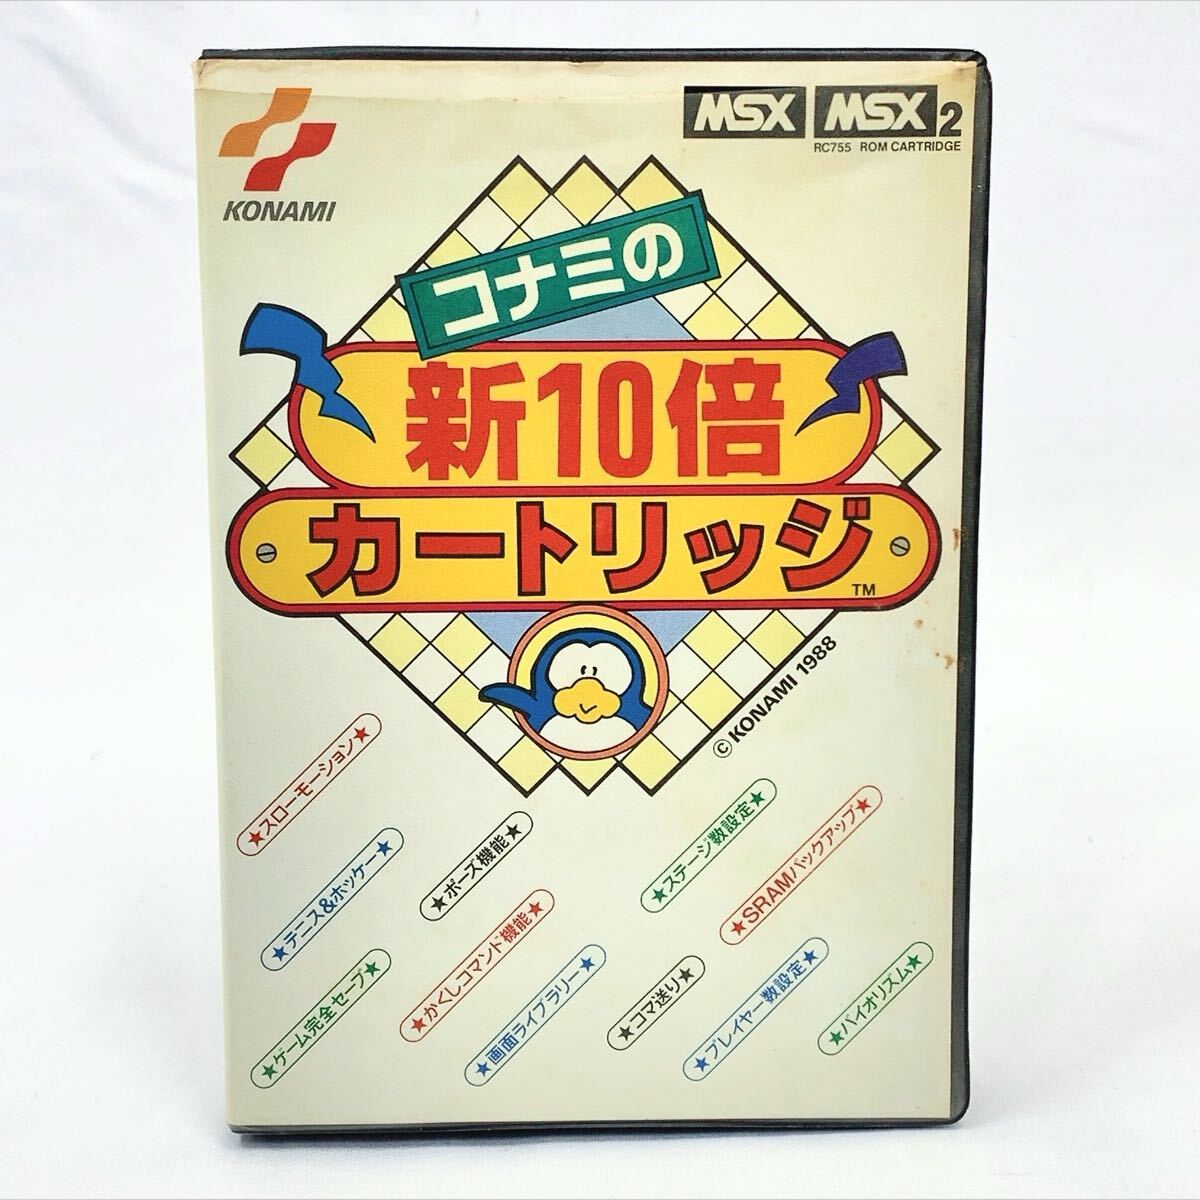 KONAMI
MSX MSX2
RC755 ROM CARTRIDGE
コナミの
新10倍
カートリッジ™
© KONAMI 1988
★スローモーション★
★テニス&ホッケー★
★ポーズ機能★
★ステージ数設定★
★SRAMバックアップ★
★ゲーム完全セーブ★
★かくしコマンド機能★
★画面ライブラリー★
★コマ送り★
★プレイヤー数設定★
★バイオリズム★